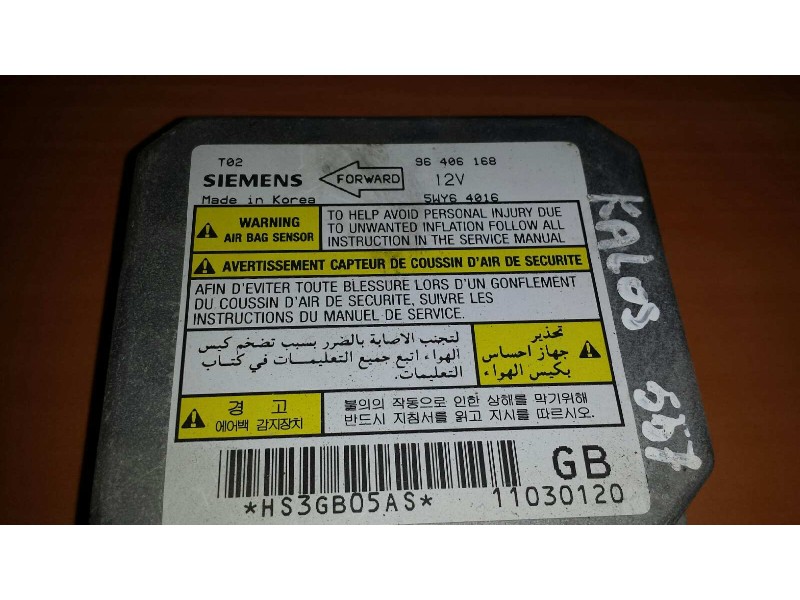 T02
96 406 168
SIEMENS
FORWARD
12V
Made in Korea
5WY6 4016
WARNING
AIR BAG SENSOR
TO HELP AVOID PERSONAL INJURY DUE
TO UNWANTED INFLATION FOLLOW ALL
INSTRUCTION IN THE SERVICE MANUAL
AVERTISSEMENT CAPTEUR DE COUSSIN D'AIR DE SECURITE
AFIN D'EVITER TOUTE BLESSURE LORS D'UN GONFLEMENT
DU COUSSIN D'AIR DE SECURITE, SUIVRE LES
INSTRUCTIONS DU MANUEL DE SERVICE.
لتجنب الاصابة بالضرر بسبب تضخم كيس
الهواء اتبع جميع التعليمات في كتاب
التعليمات.
تحذير
جهاز احساس
بكيس الهواء
경 고
에어백 감지장치
불의의 작동으로 인한 상해를 막기위해
반드시 지침서를 읽고 지시를 따르시오.
GB
*HS3GB05AS*
11030120
KALOS
557